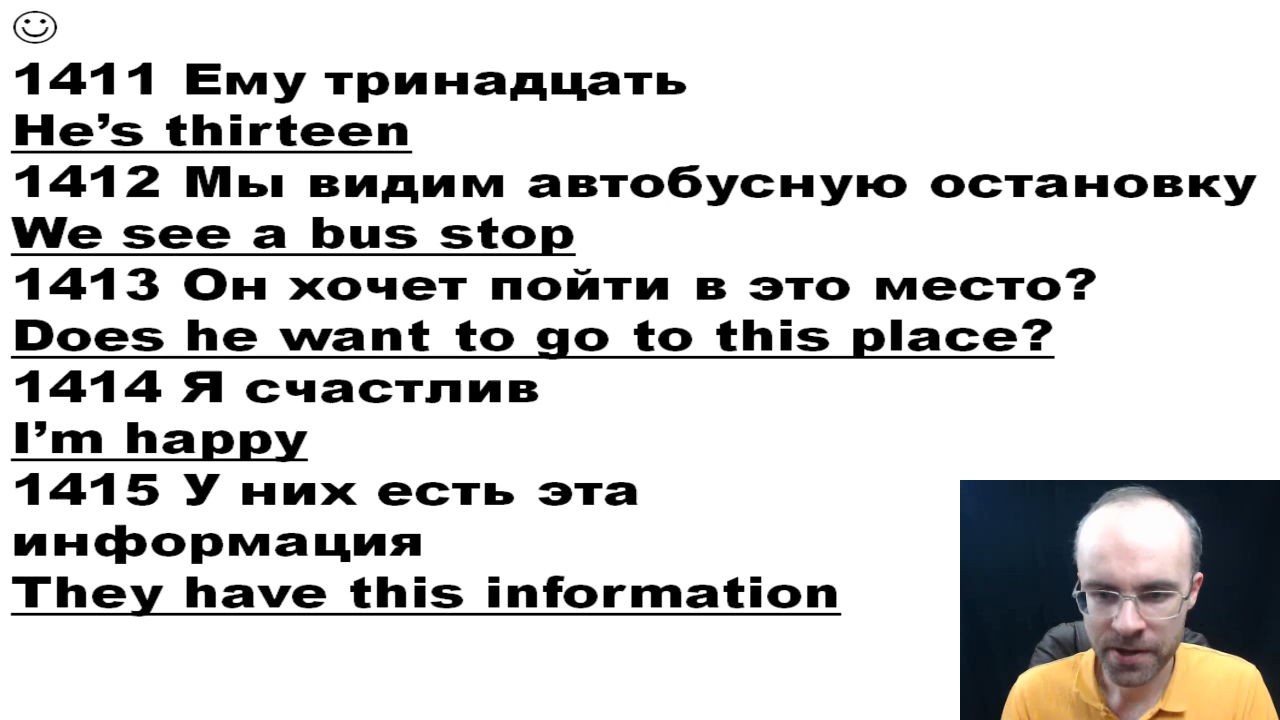 1411 Ему тринадцать
He’s thirteen
1412 Мы видим автобусную остановку
We see a bus stop
1413 Он хочет пойти в это место?
Does he want to go to this place?
1414 Я счастлив
I’m happy
1415 У них есть эта
информация
They have this information